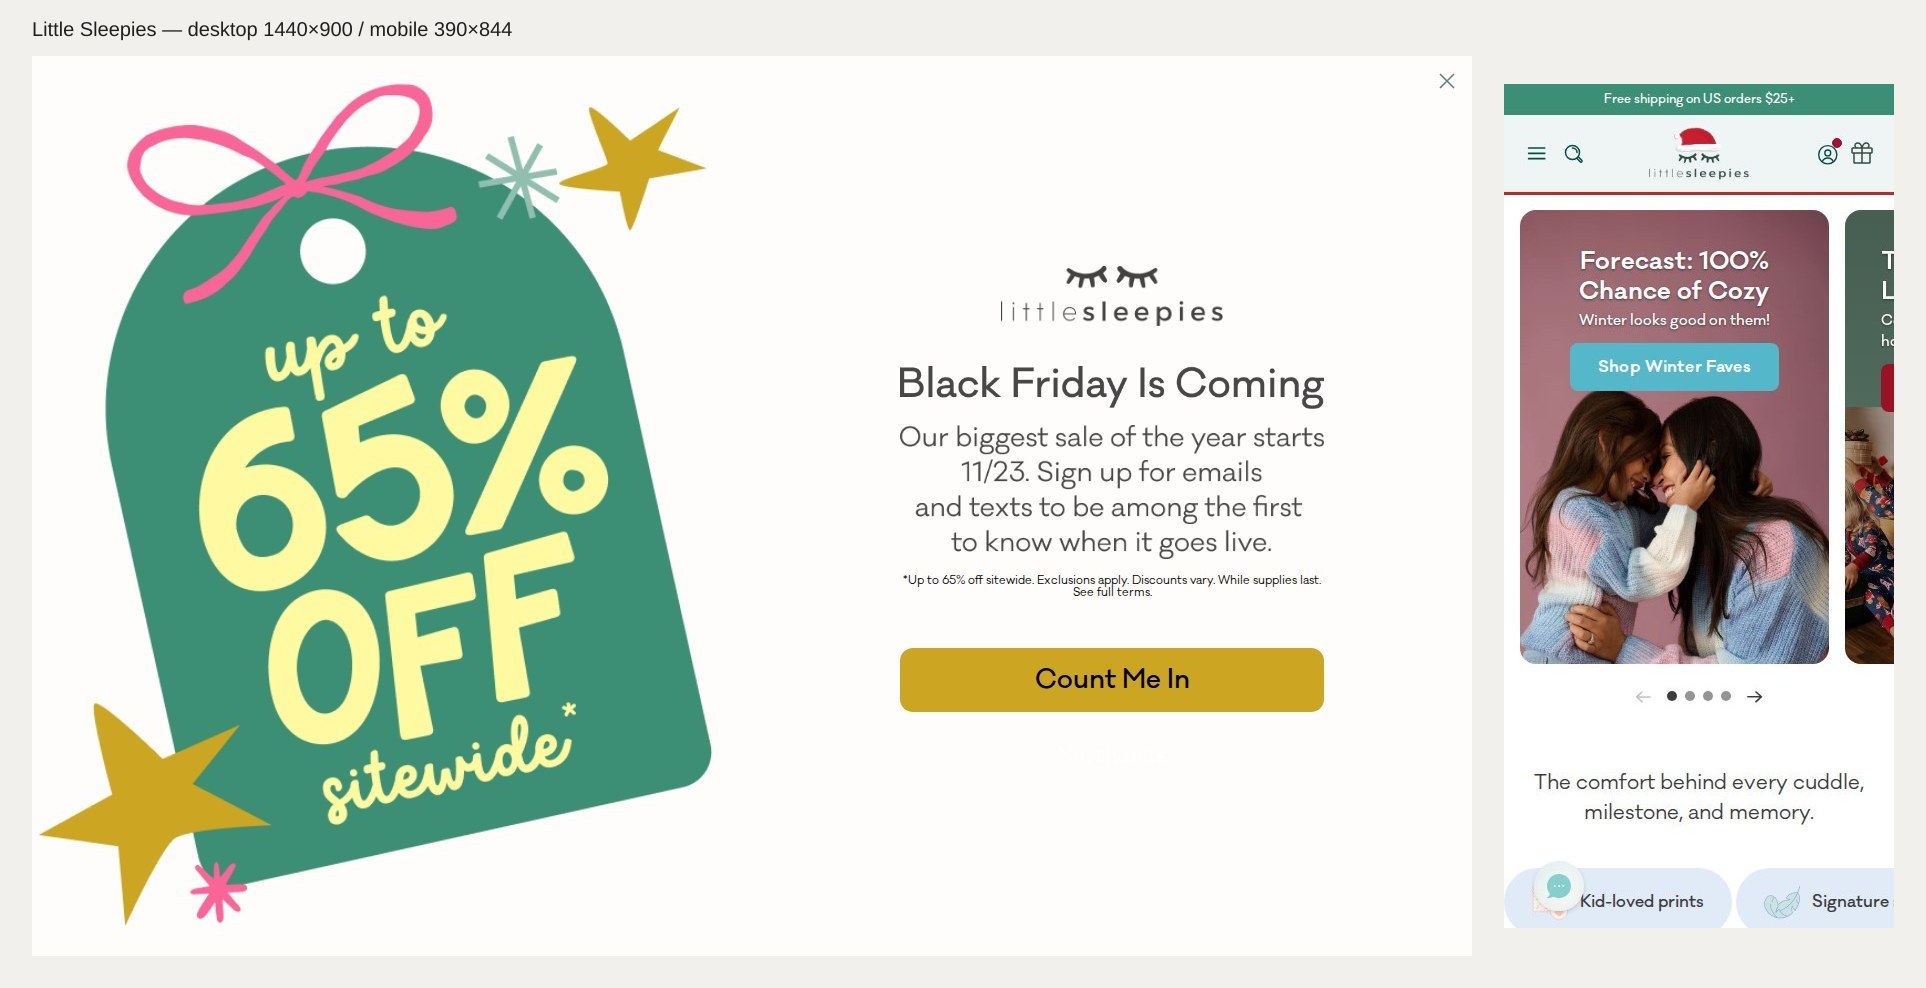 Little Sleepies — desktop 1440×900 / mobile 390×844
up to
65%
OFF
sitewide*
littlesleepies
Black Friday Is Coming
Our biggest sale of the year starts
11/23. Sign up for emails
and texts to be among the first
to know when it goes live.
*Up to 65% off sitewide. Exclusions apply. Discounts vary. While supplies last.
See full terms.
Count Me In
Free shipping on US orders $25+
littlesleepies
Forecast: 100%
Chance of Cozy
Winter looks good on them!
Shop Winter Faves
The comfort behind every cuddle,
milestone, and memory.
Kid-loved prints
Signature